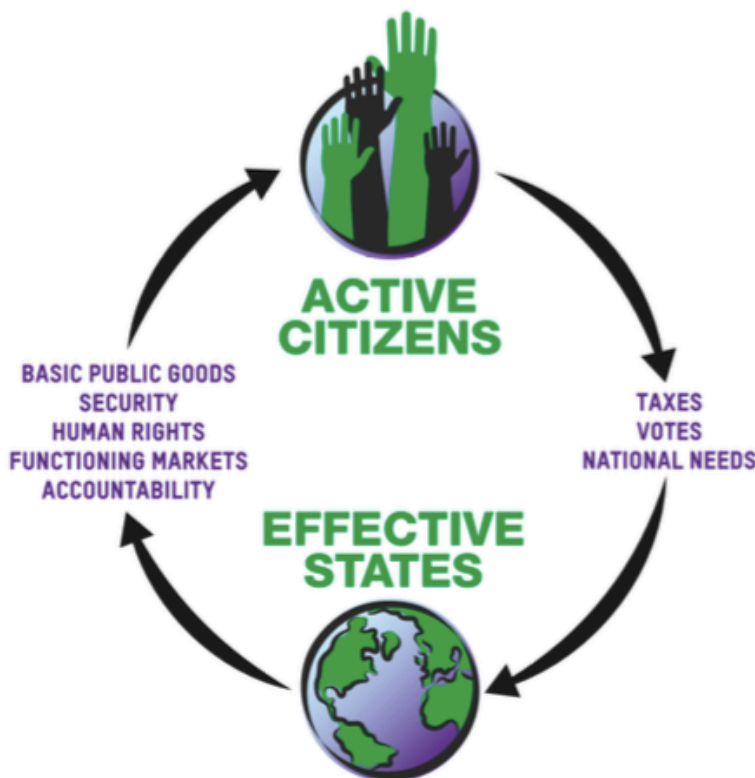 ACTIVE
CITIZENS
BASIC PUBLIC GOODS
SECURITY
HUMAN RIGHTS
FUNCTIONING MARKETS
ACCOUNTABILITY
TAXES
VOTES
NATIONAL NEEDS
EFFECTIVE
STATES